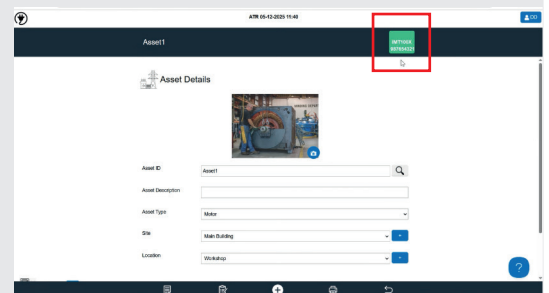 ATR 05-12-2025 11:40
DO
Asset1
Asset Details
Asset ID
Asset1
Asset Description
Asset Type
Motor
Site
Main Building
+
Location
Workshop
+
?